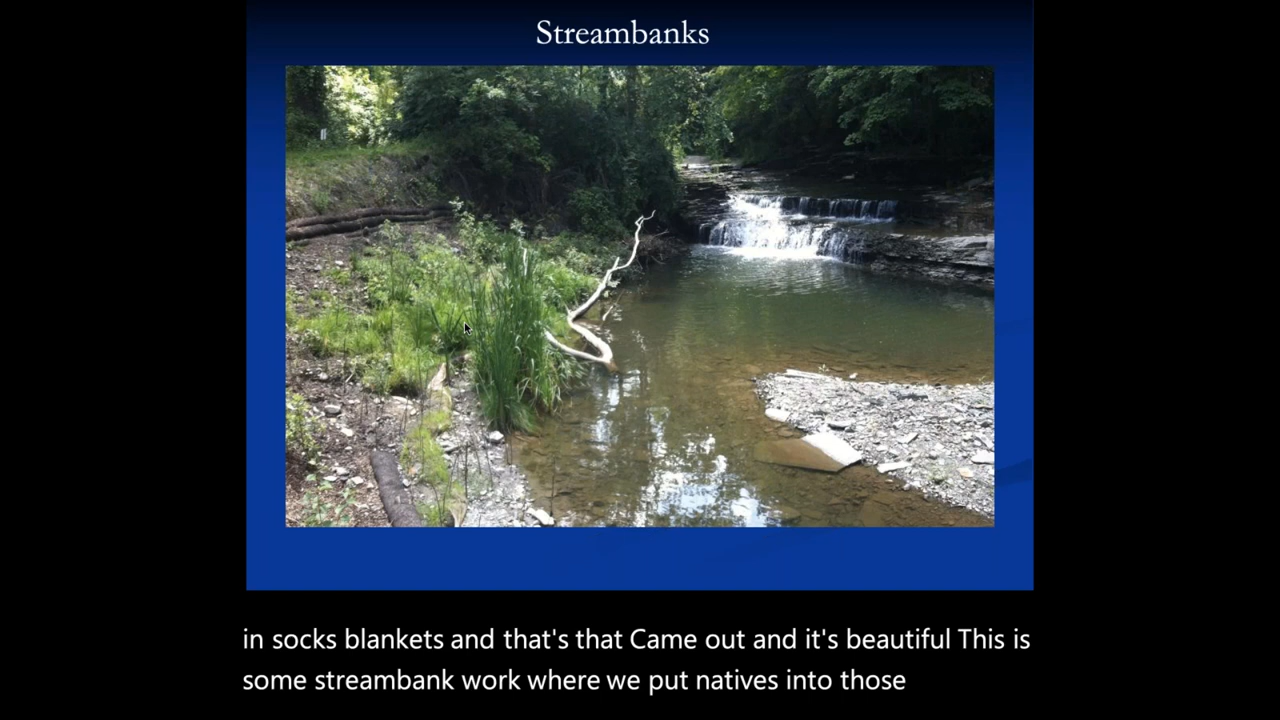 Streambanks
in socks blankets and that's that Came out and it's beautiful This is
some streambank work where we put natives into those